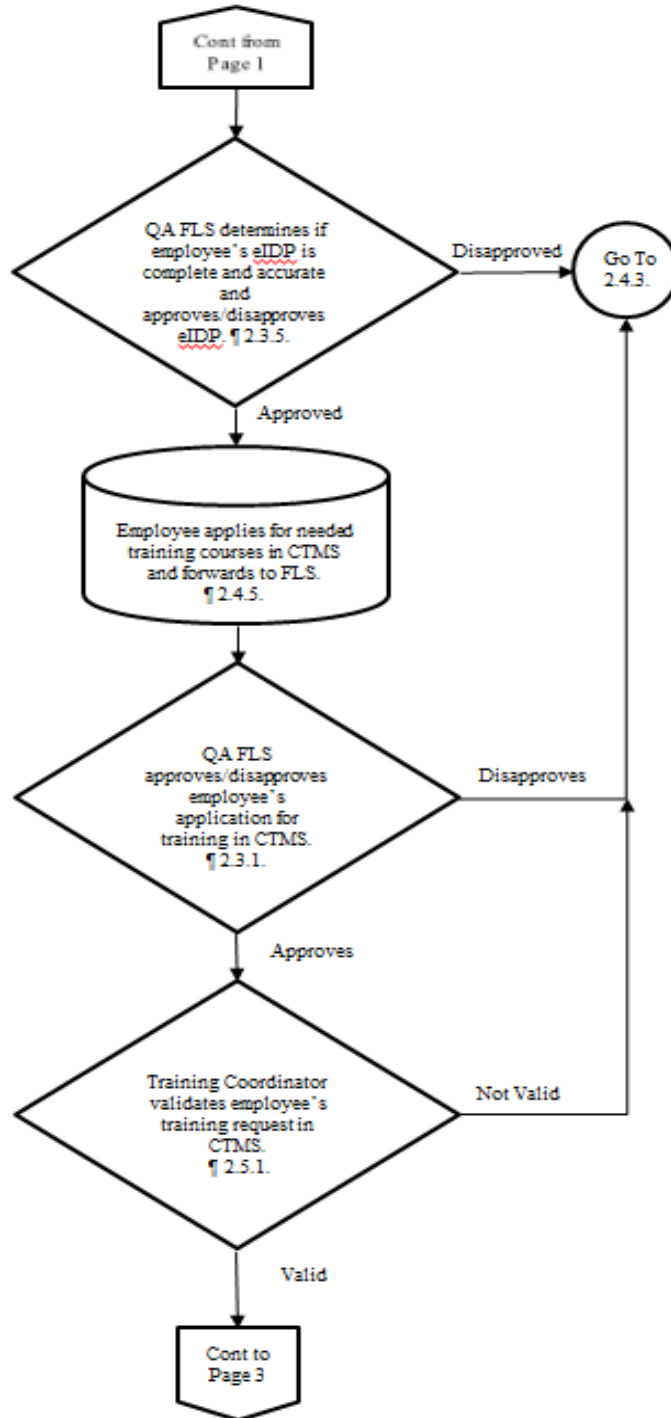 Cont from
Page 1
QA FLS determines if
employee's eIDP is
complete and accurate
and
approves/disapproves
eIDP. ¶ 2.3.5.
Disapproved
Go To
2.4.3.
Approved
Employee applies for needed
training courses in CTMS
and forwards to FLS.
¶ 2.4.5.
QA FLS
approves/disapproves
employee's
application for
training in CTMS.
¶ 2.3.1.
Disapproves
Approves
Training Coordinator
validates employee's
training request in
CTMS.
¶ 2.5.1.
Not Valid
Valid
Cont to
Page 3